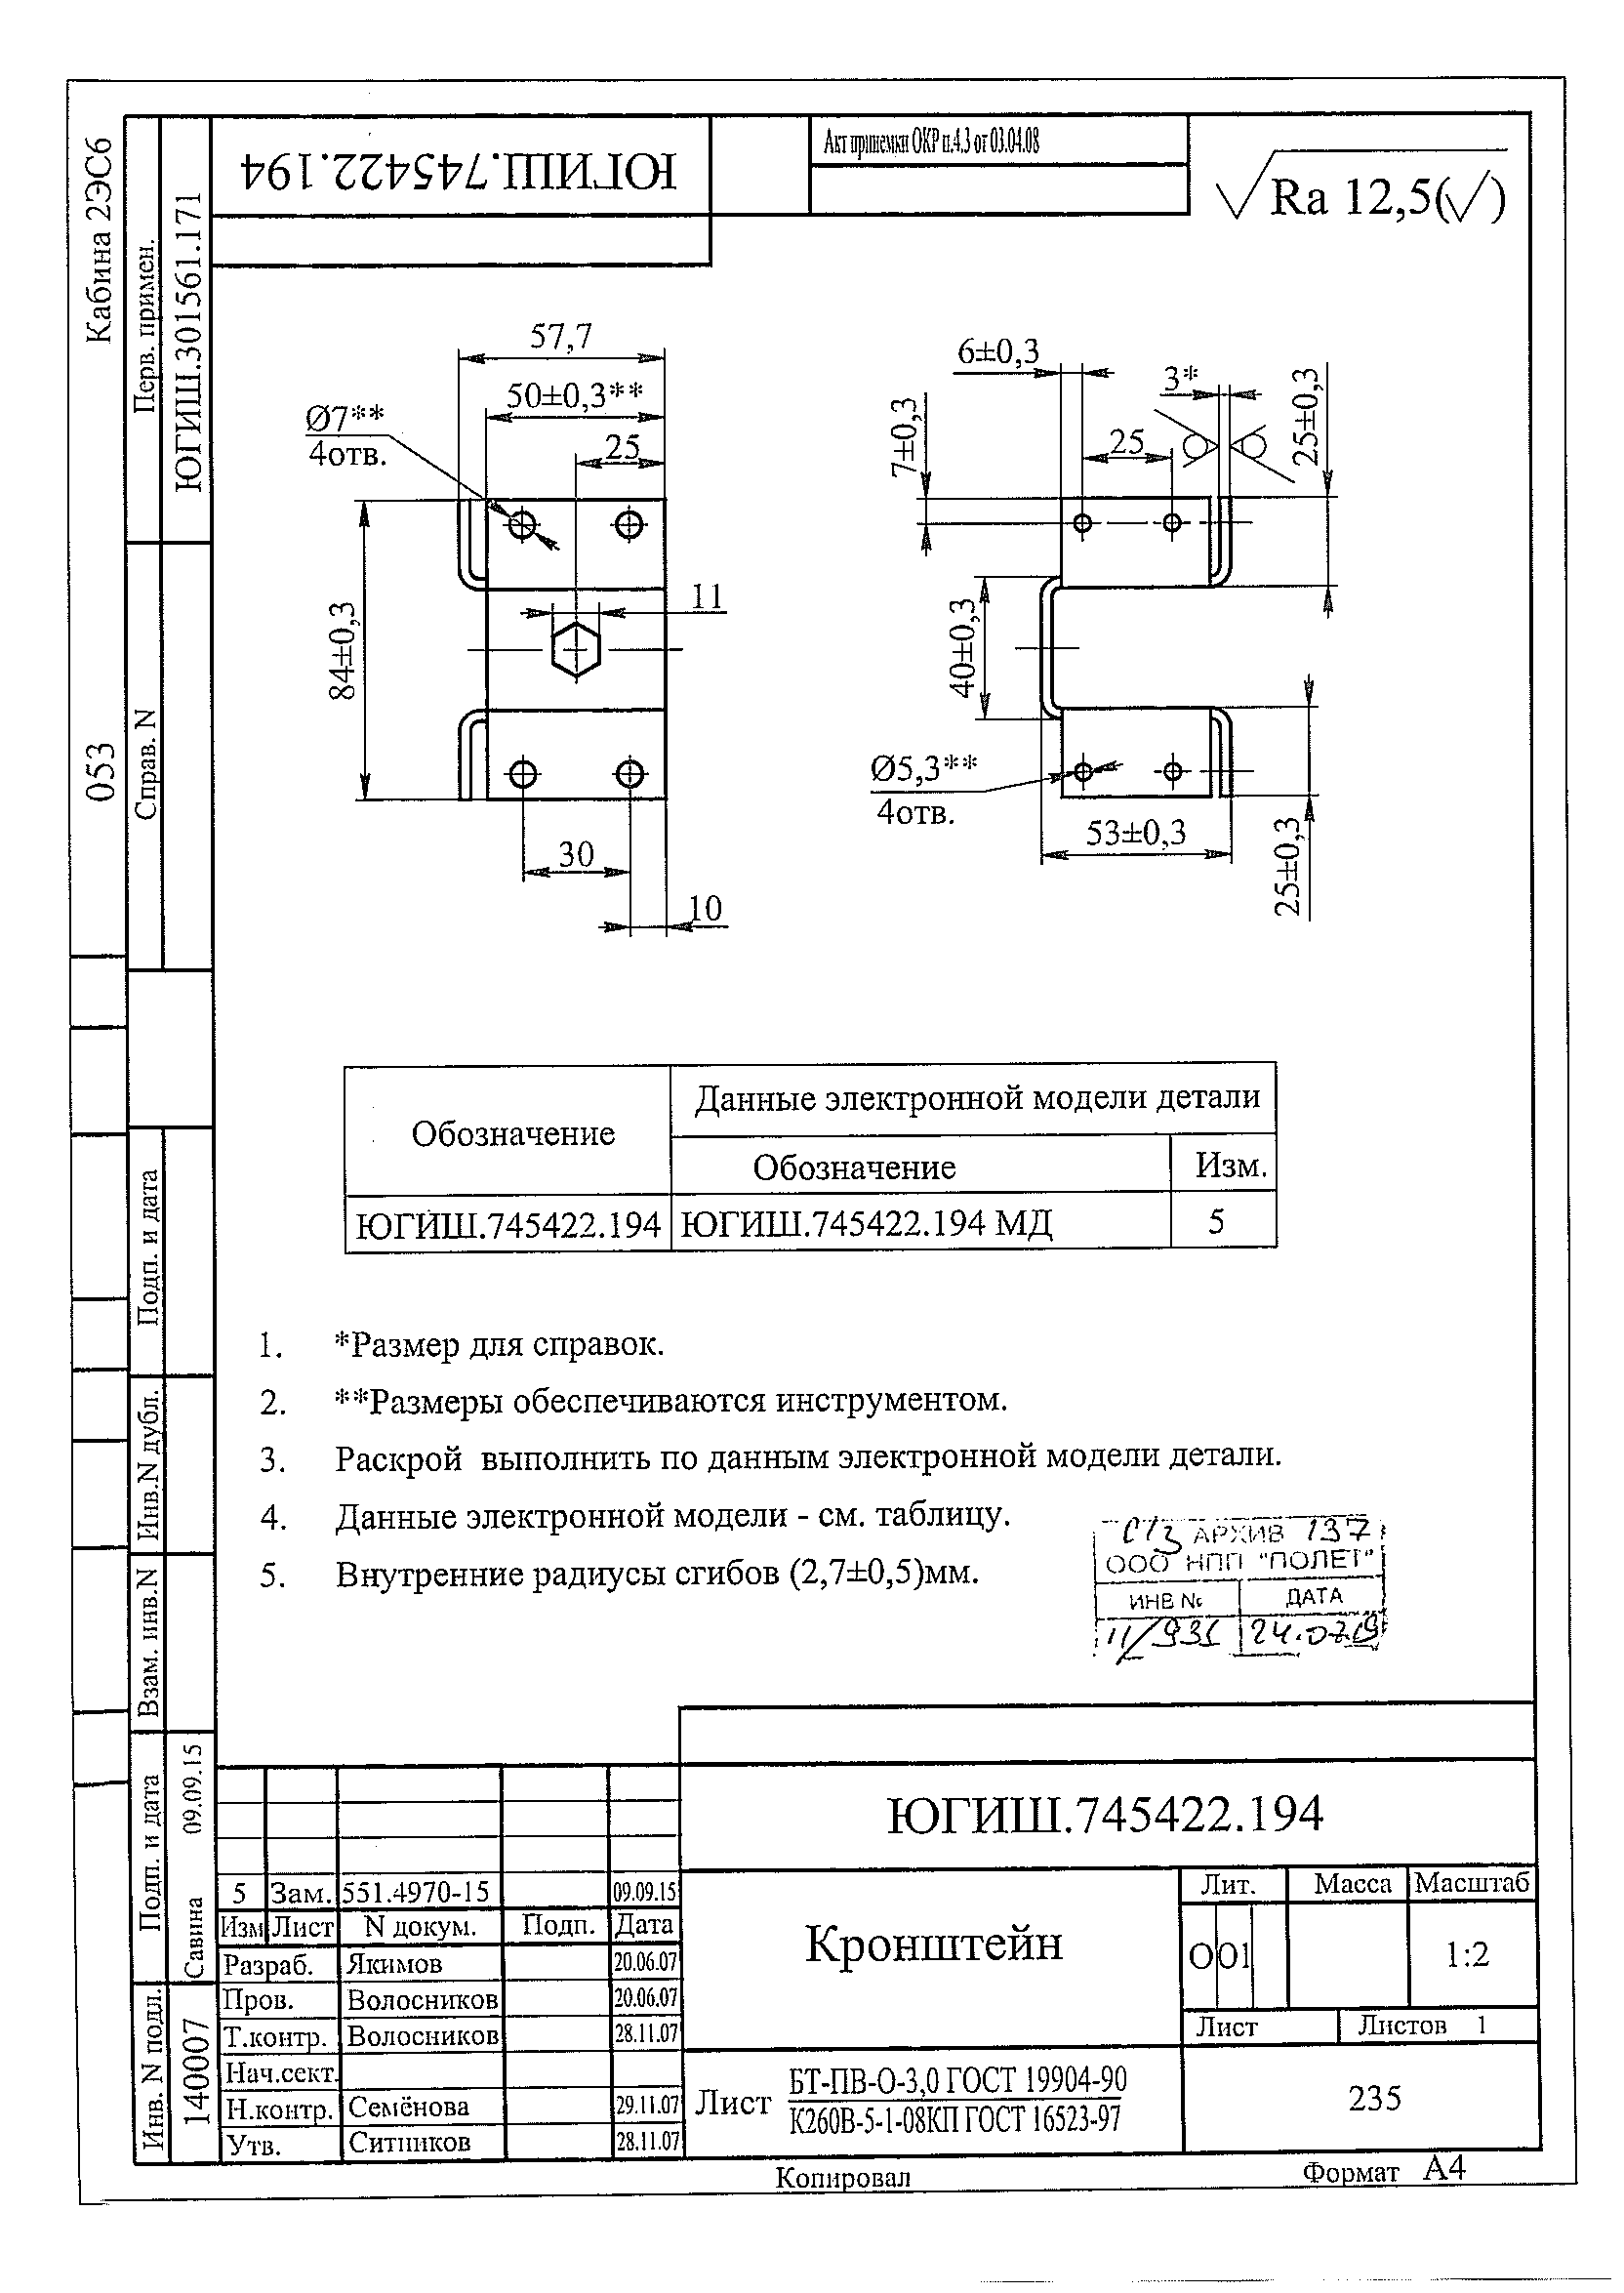 Кабина 2ЭС6
053
Перв. примен.
ЮГИШ.301561.171
Справ. N
Подп. и дата
Инв.N дубл.
Взам. инв.N
Подп. и дата
Савина 09.09.15
Инв. N подл.
140007
ЮГИШ.745422.194
Акт приемки ОКР п.4.3 от 03.04.08
√Ra 12,5(√)
57,7
50±0,3**
25
Ø7**
4отв.
84±0,3
11
30
10
6±0,3
3*
7±0,3
25
25±0,3
40±0,3
Ø5,3**
4отв.
53±0,3
25±0,3
Данные электронной модели детали
Обозначение
Обозначение Изм.
ЮГИШ.745422.194 ЮГИШ.745422.194 МД 5
1. *Размер для справок.
2. **Размеры обеспечиваются инструментом.
3. Раскрой выполнить по данным электронной модели детали.
4. Данные электронной модели - см. таблицу.
5. Внутренние радиусы сгибов (2,7±0,5)мм.
АРХИВ 137
ООО НПП "ПОЛЕТ"
ИНВ № ДАТА
11/931 24.07.19
ЮГИШ.745422.194
5 Зам. 551.4970-15 09.09.15
Изм Лист N докум. Подп. Дата
Разраб. Якимов 20.06.07
Пров. Волосников 20.06.07
Т.контр. Волосников 28.11.07
Нач.сект.
Н.контр. Семёнова 29.11.07
Утв. Ситников 28.11.07
Кронштейн
Лит. Масса Масштаб
О О1 1:2
Лист Листов 1
Лист БТ-ПВ-О-3,0 ГОСТ 19904-90
К260В-5-1-08КП ГОСТ 16523-97
235
Копировал
Формат А4